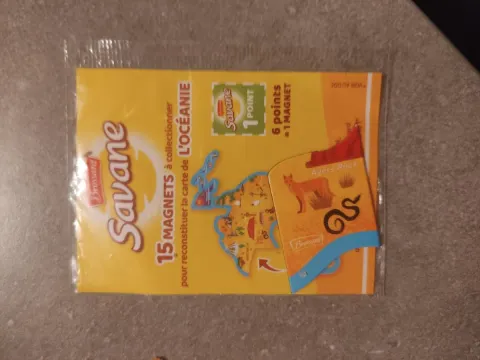 Brossard
Savane
15 MAGNETS à collectionner
pour reconstituer la carte de L'OCÉANIE
Brossard
Savane
1 POINT
6 points
= 1 MAGNET
Brossard